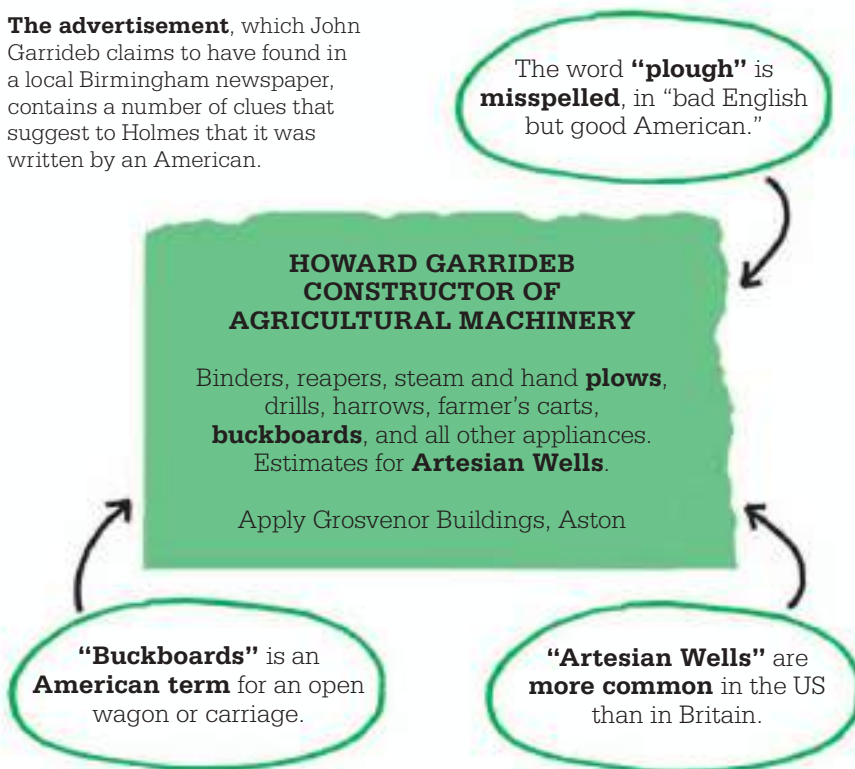 The advertisement, which John
Garrideb claims to have found in
a local Birmingham newspaper,
contains a number of clues that
suggest to Holmes that it was
written by an American.
The word “plough” is
misspelled, in “bad English
but good American.”
HOWARD GARRIDEB
CONSTRUCTOR OF
AGRICULTURAL MACHINERY
Binders, reapers, steam and hand plows,
drills, harrows, farmer’s carts,
buckboards, and all other appliances.
Estimates for Artesian Wells.
Apply Grosvenor Buildings, Aston
“Buckboards” is an
American term for an open
wagon or carriage.
“Artesian Wells” are
more common in the US
than in Britain.